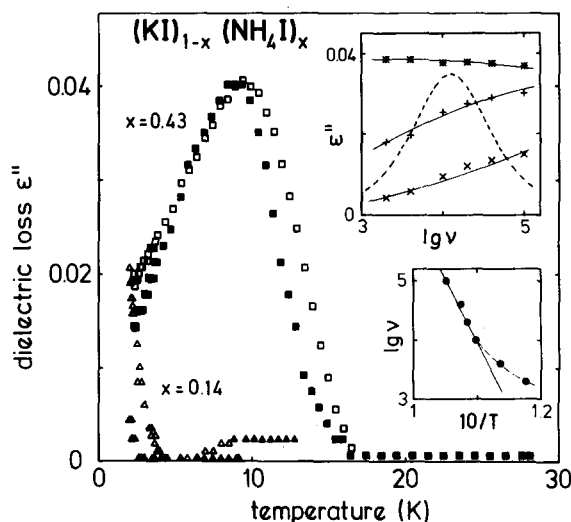 (KI)1-x (NH4I)x
0.04
x=0.43
0.02
x=0.14
0
dielectric loss ε"
0
10
20
30
temperature (K)
0.04
ε"
0
3
4
5
lg ν
5
lg ν
3
1
1.2
10/T